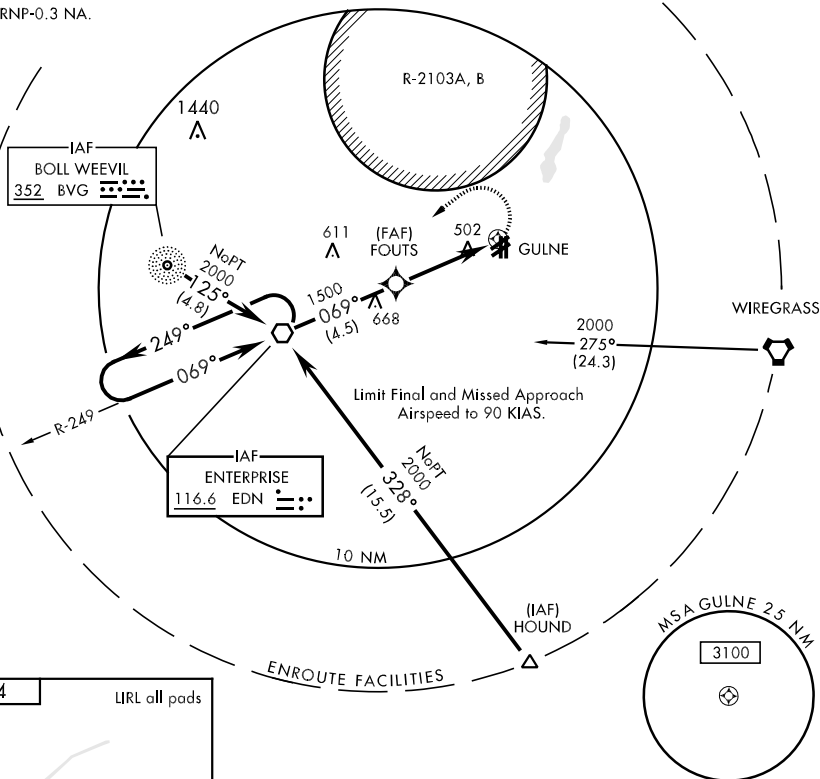 RNP-0.3 NA.
R-2103A, B
1440
IAF
BOLL WEEVIL
352 BVG
611
(FAF)
FOUTS
502
GULNE
NoPT
2000
125°
(4.8)
1500
069°
(4.5)
668
WIREGRASS
2000
275°
(24.3)
249°
069°
R-249
Limit Final and Missed Approach
Airspeed to 90 KIAS.
IAF
ENTERPRISE
116.6 EDN
NoPT
2000
328°
(15.5)
10 NM
(IAF)
HOUND
ENROUTE FACILITIES
MSA GULNE 25 NM
3100
4
LIRL all pads